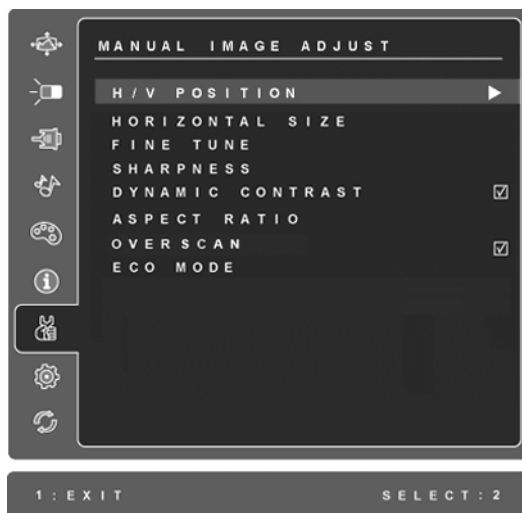 MANUAL IMAGE ADJUST
H/V POSITION
HORIZONTAL SIZE
FINE TUNE
SHARPNESS
DYNAMIC CONTRAST
ASPECT RATIO
OVERSCAN
ECO MODE
1:EXIT SELECT:2